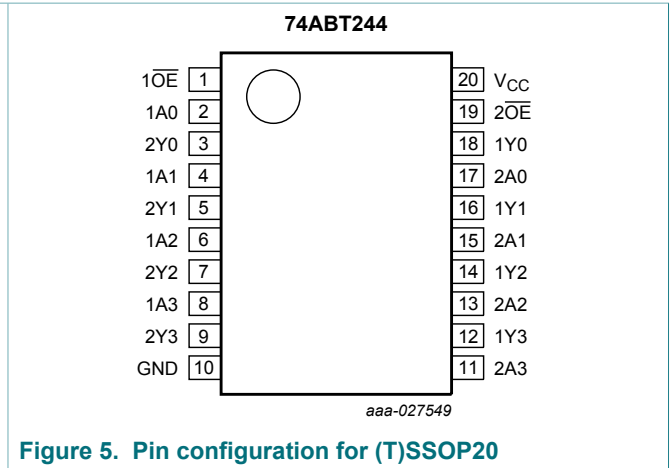 74ABT244
1O̅E̅ 1 20 VCC
1A0 2 19 2O̅E̅
2Y0 3 18 1Y0
1A1 4 17 2A0
2Y1 5 16 1Y1
1A2 6 15 2A1
2Y2 7 14 1Y2
1A3 8 13 2A2
2Y3 9 12 1Y3
GND 10 11 2A3
aaa-027549
Figure 5. Pin configuration for (T)SSOP20